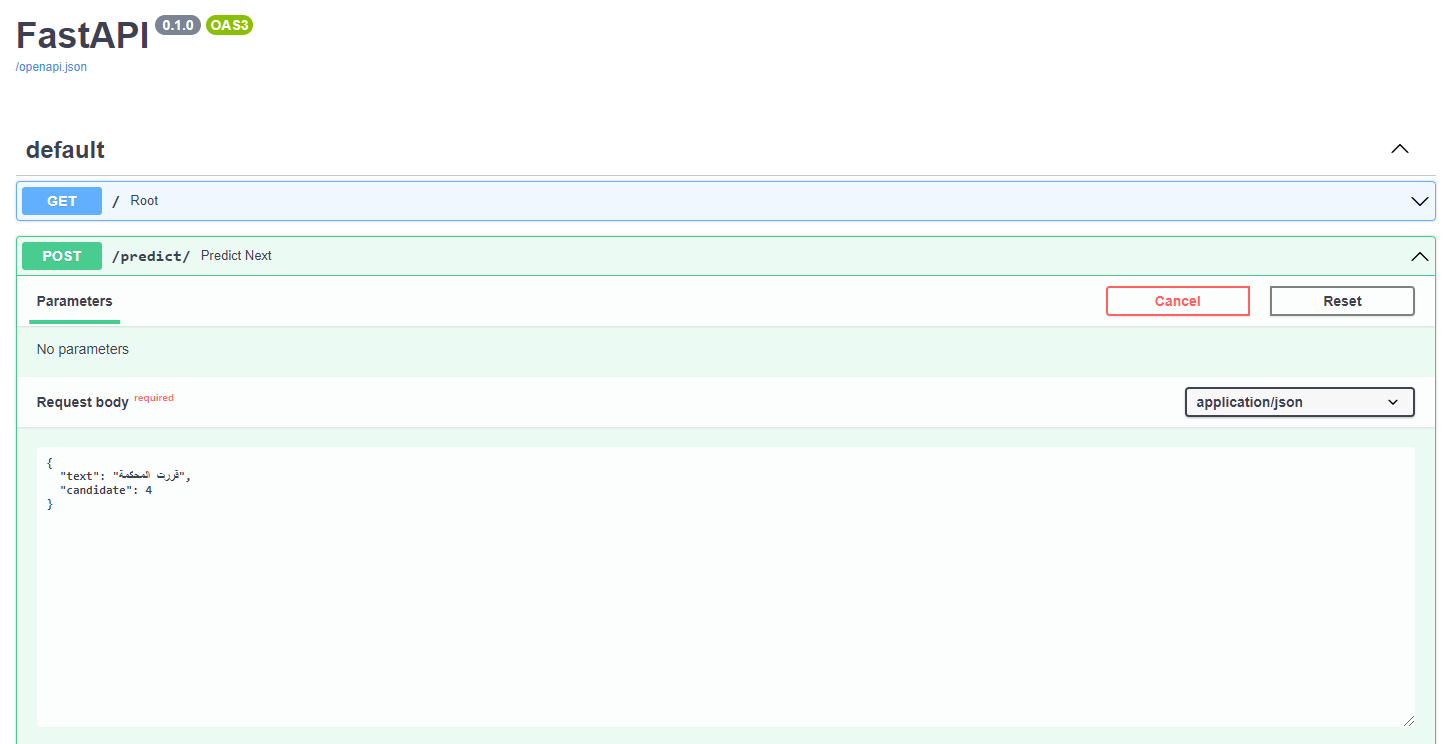 FastAPI 0.1.0 OAS3
/openapi.json
default
GET / Root
POST /predict/ Predict Next
Parameters Cancel Reset
No parameters
Request body required application/json
{
"text": "قررت المحكمة",
"candidate": 4
}